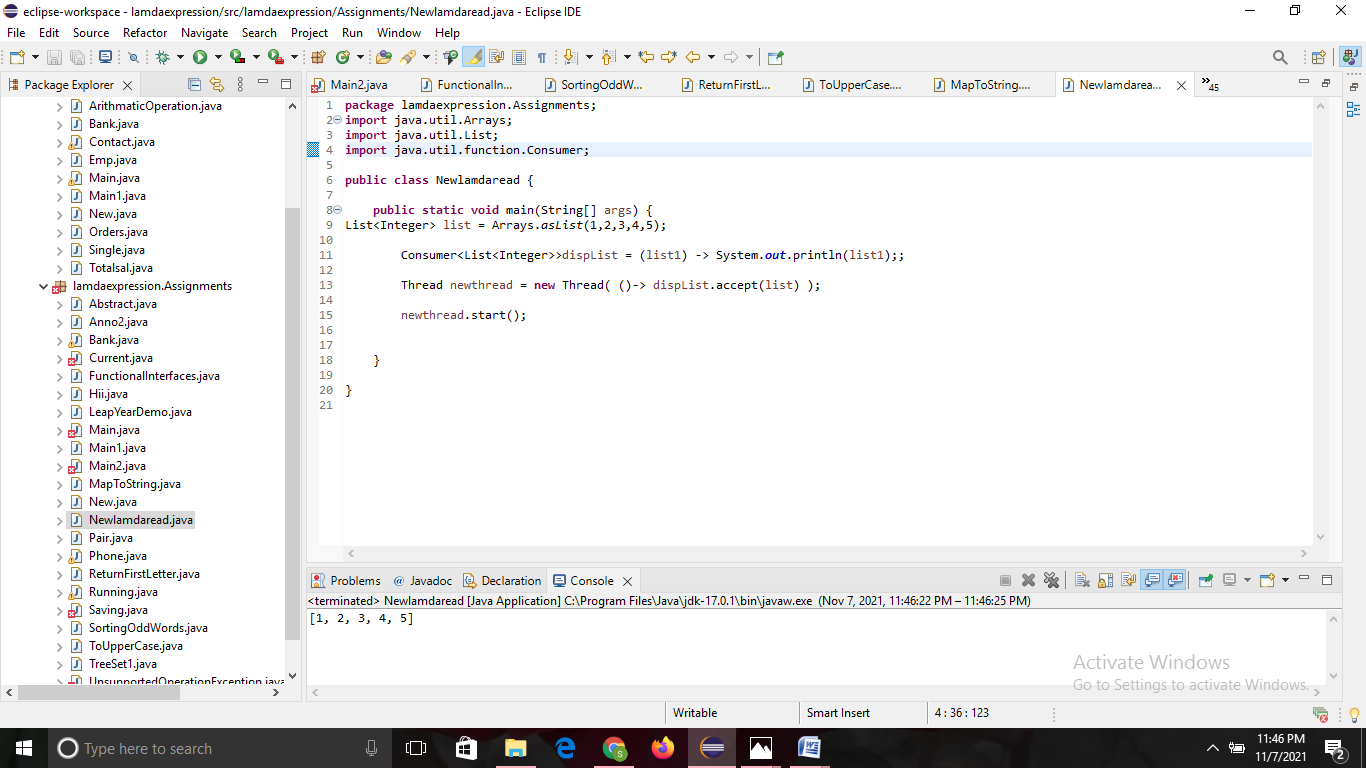 eclipse-workspace - lamdaexpression/src/lamdaexpression/Assignments/Newlamdaread.java - Eclipse IDE
File Edit Source Refactor Navigate Search Project Run Window Help
Package Explorer
ArithmaticOperation.java
Bank.java
Contact.java
Emp.java
Main.java
Main1.java
New.java
Orders.java
Single.java
Totalsal.java
lamdaexpression.Assignments
Abstract.java
Anno2.java
Bank.java
Current.java
FunctionalInterfaces.java
Hii.java
LeapYearDemo.java
Main.java
Main1.java
Main2.java
MapToString.java
New.java
Newlamdaread.java
Pair.java
Phone.java
ReturnFirstLetter.java
Running.java
Saving.java
SortingOddWords.java
ToUpperCase.java
TreeSet1.java
UnsupportedOperationException.java
Main2.java FunctionalIn... SortingOddW... ReturnFirstL... ToUpperCase.... MapToString.... Newlamdarea... 45
1 package lamdaexpression.Assignments;
2 import java.util.Arrays;
3 import java.util.List;
4 import java.util.function.Consumer;
5
6 public class Newlamdaread {
7
8 public static void main(String[] args) {
9 List<Integer> list = Arrays.asList(1,2,3,4,5);
10
11 Consumer<List<Integer>>dispList = (list1) -> System.out.println(list1);;
12
13 Thread newthread = new Thread( ()-> dispList.accept(list) );
14
15 newthread.start();
16
17
18 }
19
20 }
21
Problems @ Javadoc Declaration Console
<terminated> Newlamdaread [Java Application] C:\Program Files\Java\jdk-17.0.1\bin\javaw.exe (Nov 7, 2021, 11:46:22 PM – 11:46:25 PM)
[1, 2, 3, 4, 5]
Activate Windows
Go to Settings to activate Windows.
Writable Smart Insert 4 : 36 : 123
Type here to search
11:46 PM
11/7/2021
2